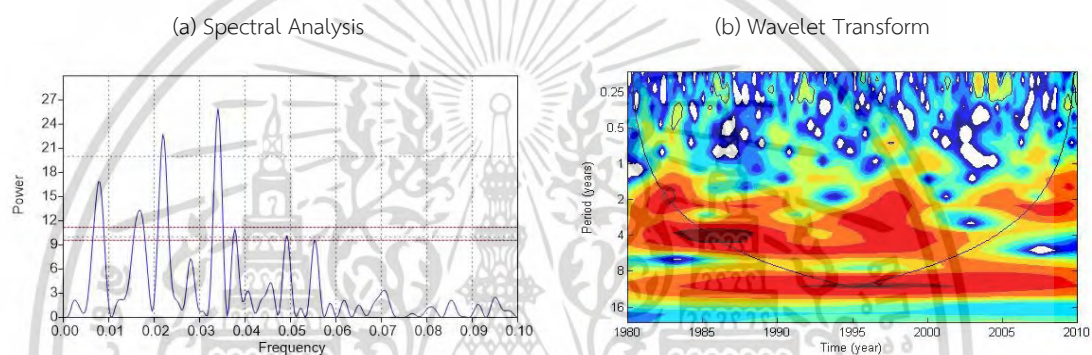 (a) Spectral Analysis
(b) Wavelet Transform
Power
27
24
21
18
15
12
9
6
3
0
0.00 0.01 0.02 0.03 0.04 0.05 0.06 0.07 0.08 0.09 0.10
Frequency
Period (years)
0.25
0.5
1
2
4
8
16
1980 1985 1990 1995 2000 2005 2010
Time (year)